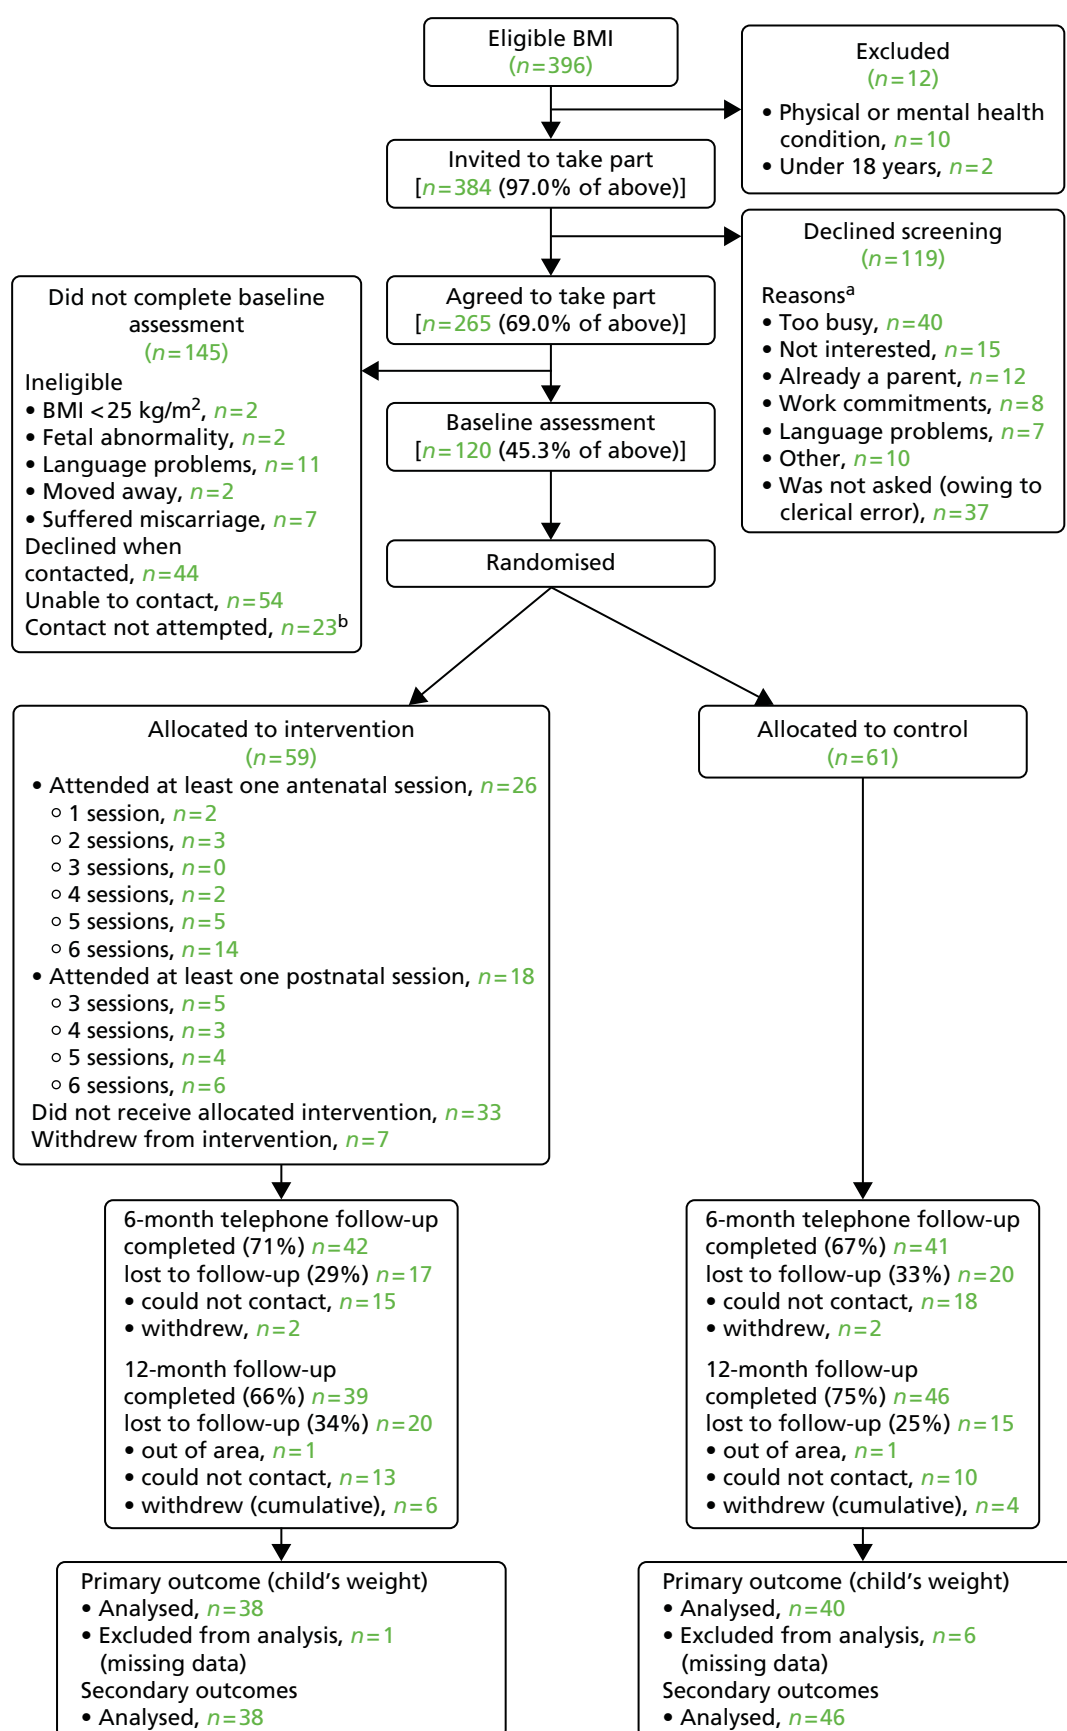 Eligible BMI
(n=396)
Excluded
(n=12)
• Physical or mental health
condition, n=10
• Under 18 years, n=2
Invited to take part
[n=384 (97.0% of above)]
Declined screening
(n=119)
Reasonsᵃ
• Too busy, n=40
• Not interested, n=15
• Already a parent, n=12
• Work commitments, n=8
• Language problems, n=7
• Other, n=10
• Was not asked (owing to
clerical error), n=37
Agreed to take part
[n=265 (69.0% of above)]
Did not complete baseline
assessment
(n=145)
Ineligible
• BMI <25 kg/m², n=2
• Fetal abnormality, n=2
• Language problems, n=11
• Moved away, n=2
• Suffered miscarriage, n=7
Declined when
contacted, n=44
Unable to contact, n=54
Contact not attempted, n=23ᵇ
Baseline assessment
[n=120 (45.3% of above)]
Randomised
Allocated to intervention
(n=59)
• Attended at least one antenatal session, n=26
○ 1 session, n=2
○ 2 sessions, n=3
○ 3 sessions, n=0
○ 4 sessions, n=2
○ 5 sessions, n=5
○ 6 sessions, n=14
• Attended at least one postnatal session, n=18
○ 3 sessions, n=5
○ 4 sessions, n=3
○ 5 sessions, n=4
○ 6 sessions, n=6
Did not receive allocated intervention, n=33
Withdrew from intervention, n=7
Allocated to control
(n=61)
6-month telephone follow-up
completed (71%) n=42
lost to follow-up (29%) n=17
• could not contact, n=15
• withdrew, n=2
12-month follow-up
completed (66%) n=39
lost to follow-up (34%) n=20
• out of area, n=1
• could not contact, n=13
• withdrew (cumulative), n=6
6-month telephone follow-up
completed (67%) n=41
lost to follow-up (33%) n=20
• could not contact, n=18
• withdrew, n=2
12-month follow-up
completed (75%) n=46
lost to follow-up (25%) n=15
• out of area, n=1
• could not contact, n=10
• withdrew (cumulative), n=4
Primary outcome (child's weight)
• Analysed, n=38
• Excluded from analysis, n=1
(missing data)
Secondary outcomes
• Analysed, n=38
Primary outcome (child's weight)
• Analysed, n=40
• Excluded from analysis, n=6
(missing data)
Secondary outcomes
• Analysed, n=46